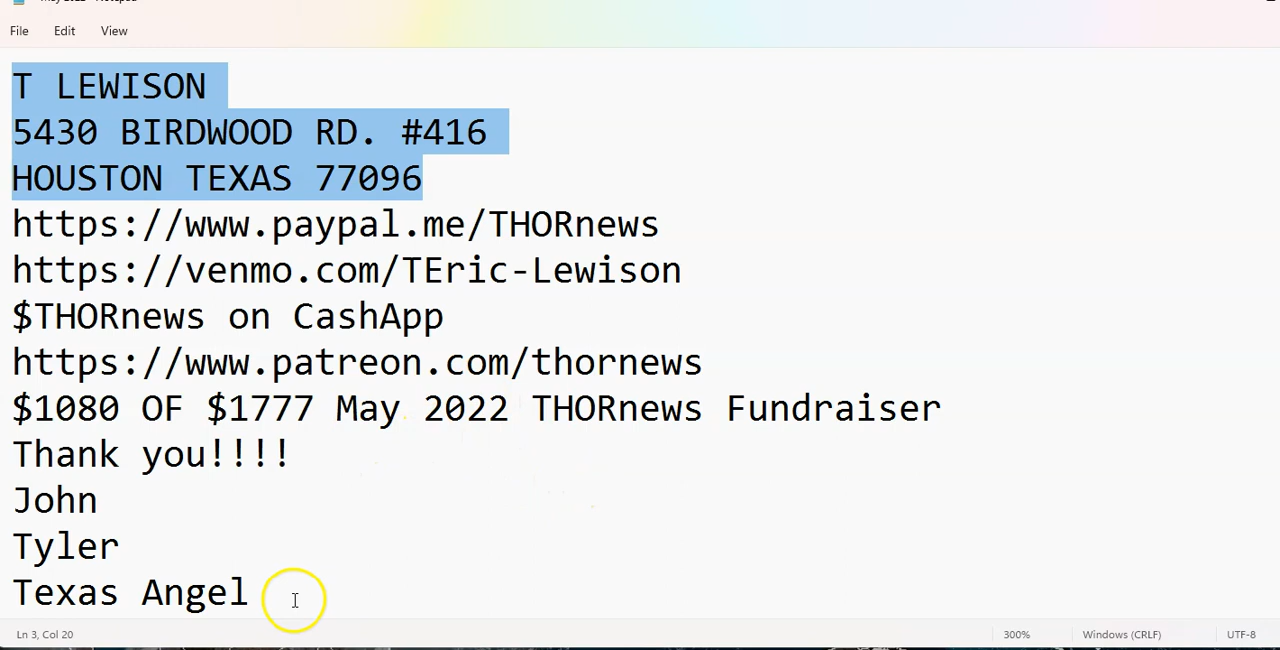 File Edit View
T LEWISON
5430 BIRDWOOD RD. #416
HOUSTON TEXAS 77096
https://www.paypal.me/THORnews
https://venmo.com/TEric-Lewison
$THORnews on CashApp
https://www.patreon.com/thornews
$1080 OF $1777 May 2022 THORnews Fundraiser
Thank you!!!!
John
Tyler
Texas Angel
Ln 3, Col 20 300% Windows (CRLF) UTF-8